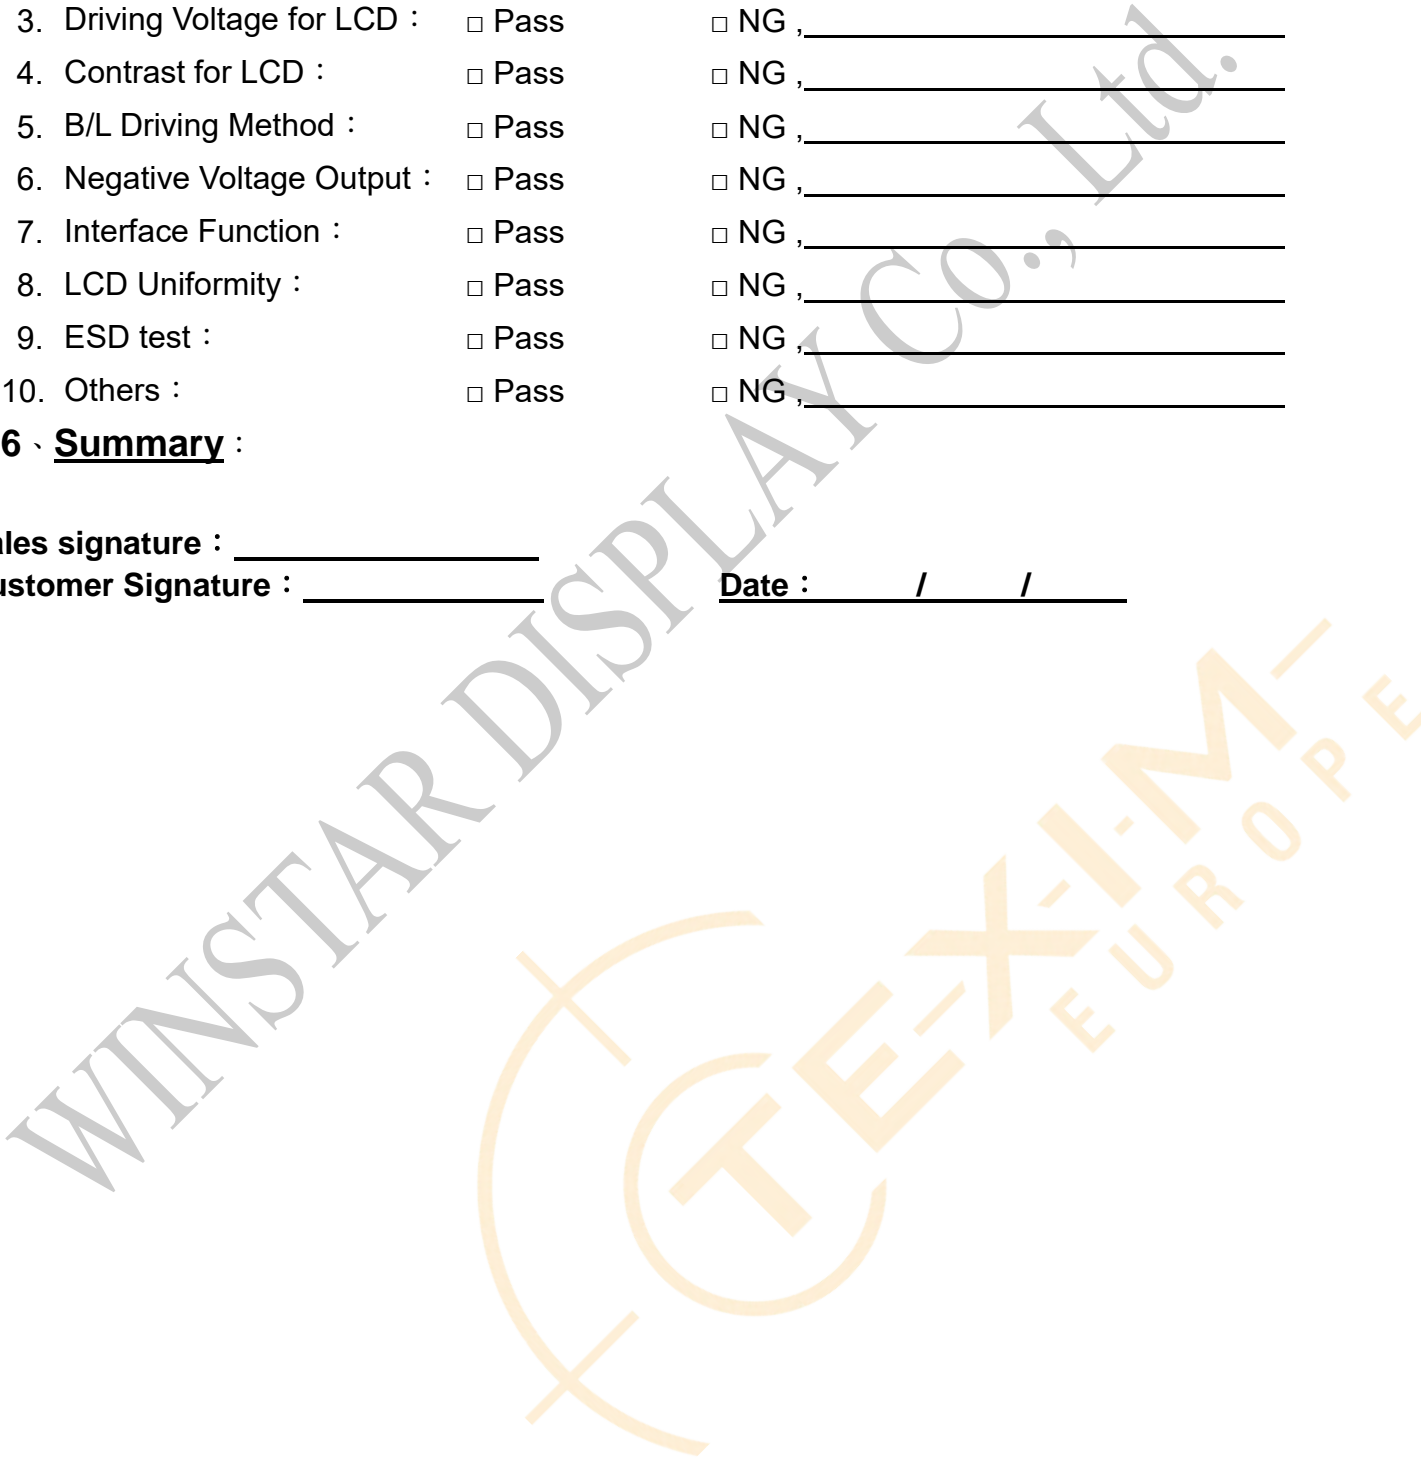 3. Driving Voltage for LCD： □ Pass □ NG ,
4. Contrast for LCD： □ Pass □ NG ,
5. B/L Driving Method： □ Pass □ NG ,
6. Negative Voltage Output： □ Pass □ NG ,
7. Interface Function： □ Pass □ NG ,
8. LCD Uniformity： □ Pass □ NG ,
9. ESD test： □ Pass □ NG ,
10. Others： □ Pass □ NG ,
6、Summary：
ales signature：
ustomer Signature： Date： / /
WINSTAR DISPLAY Co., Ltd.
TEXIM
EUROPE